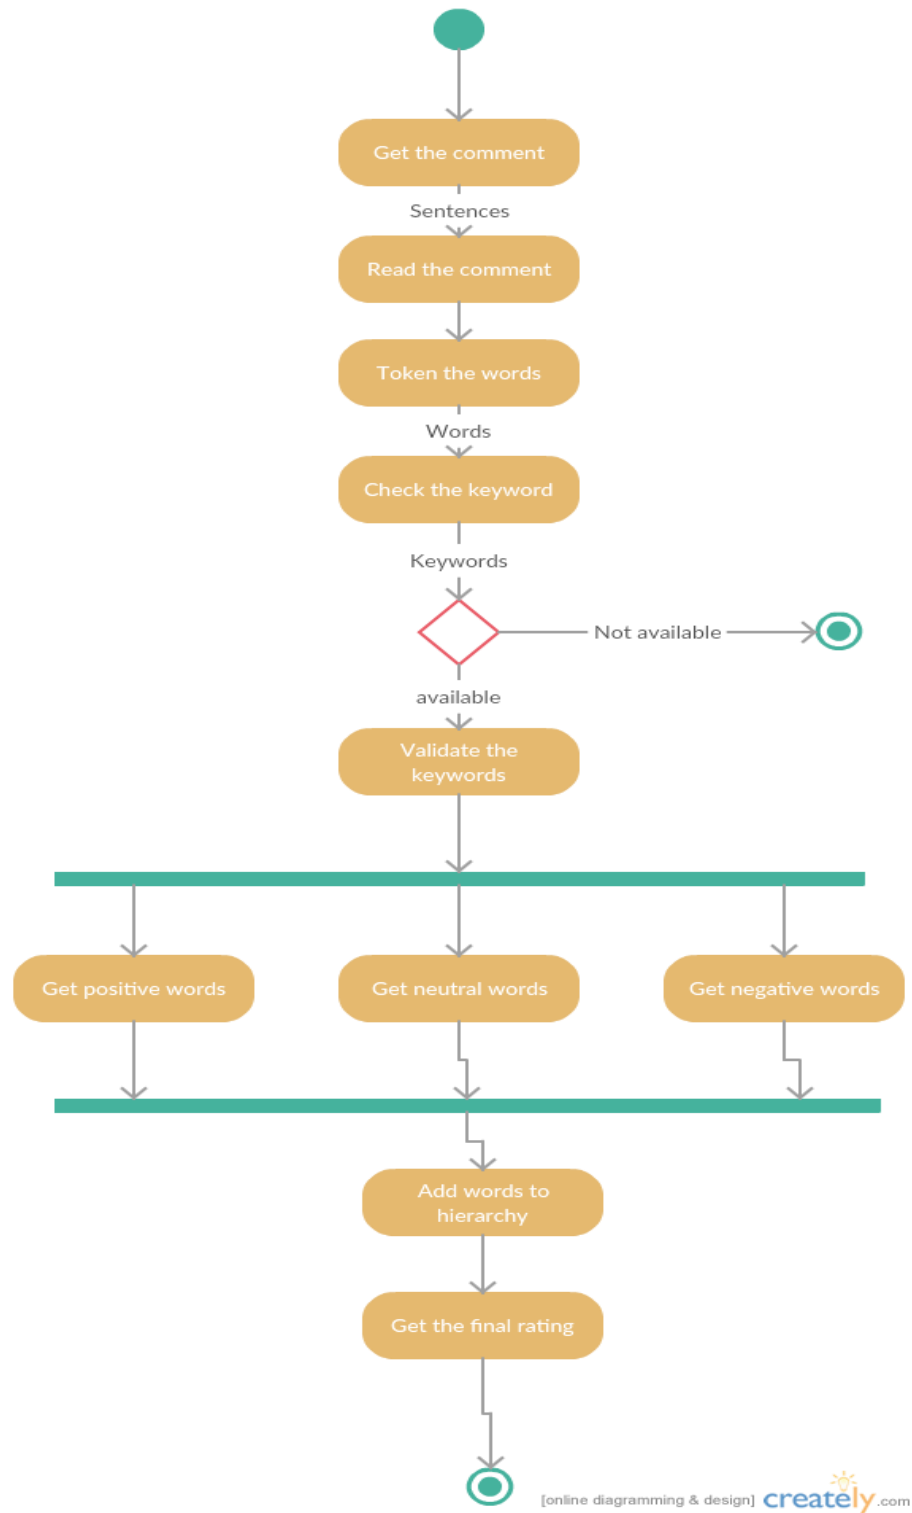 Get the comment
Sentences
Read the comment
Token the words
Words
Check the keyword
Keywords
Not available
available
Validate the
keywords
Get positive words
Get neutral words
Get negative words
Add words to
hierarchy
Get the final rating
[online diagramming & design] creately.com